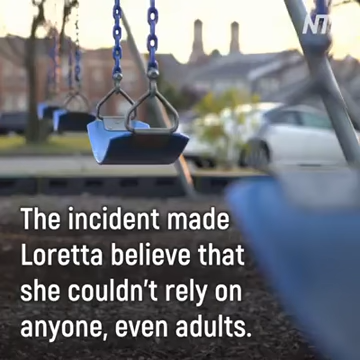 NT
The incident made
Loretta believe that
she couldn't rely on
anyone, even adults.